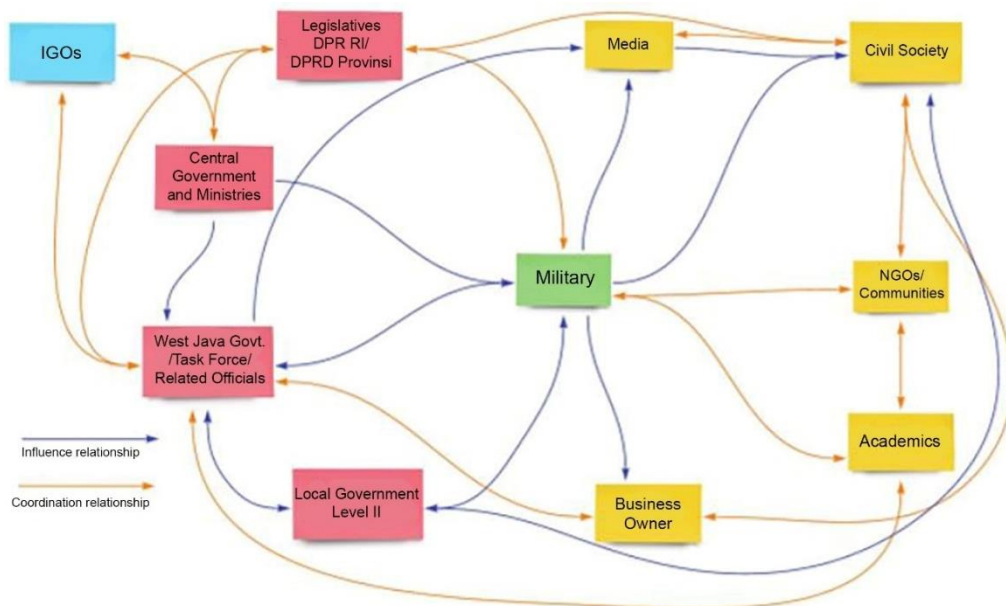 IGOs
Legislatives
DPR RI/
DPRD Provinsi
Media
Civil Society
Central
Government
and Ministries
Military
NGOs/
Communities
West Java Govt.
/Task Force/
Related Officials
Academics
Influence relationship
Coordination relationship
Local Government
Level II
Business
Owner